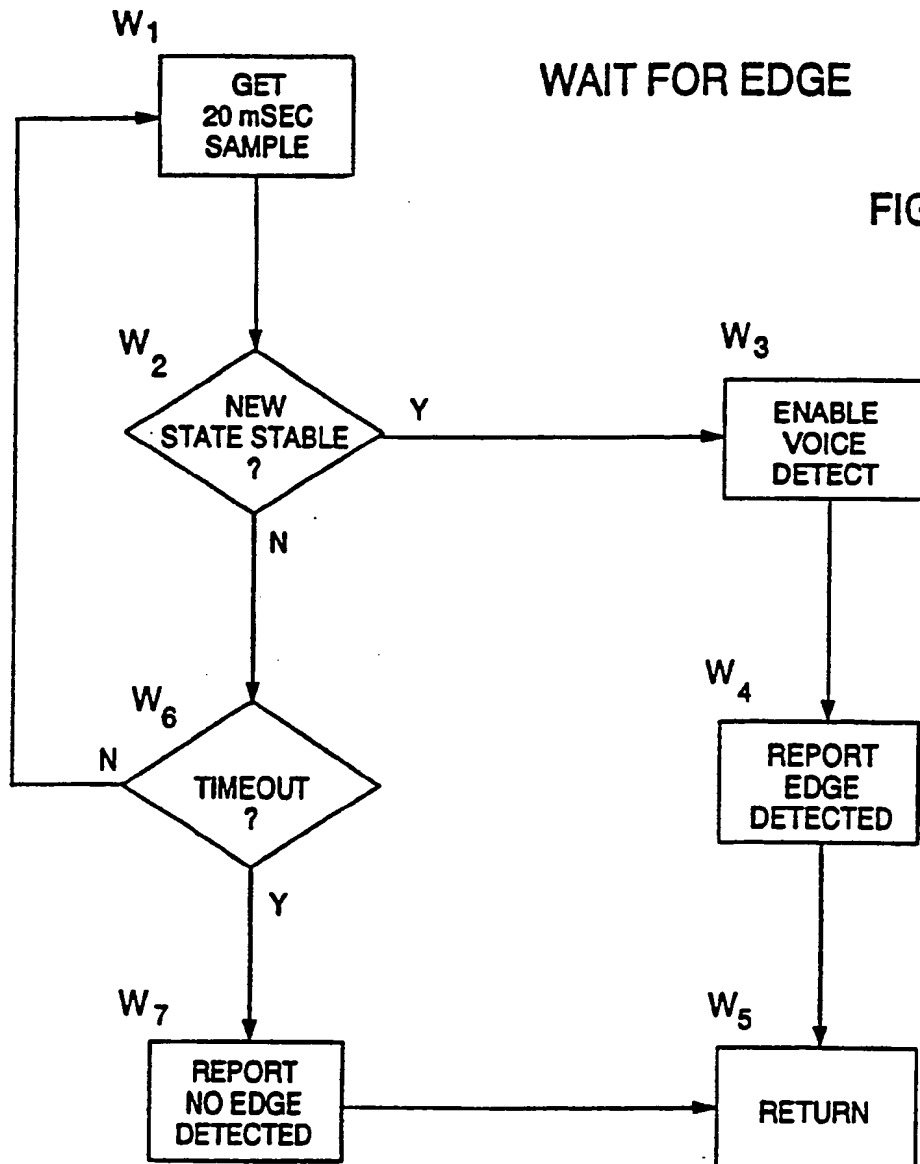 W1
GET
20 mSEC
SAMPLE
WAIT FOR EDGE
FIG
W2
NEW
STATE STABLE
?
Y
N
W3
ENABLE
VOICE
DETECT
W4
REPORT
EDGE
DETECTED
W6
N
TIMEOUT
?
Y
W7
REPORT
NO EDGE
DETECTED
W5
RETURN